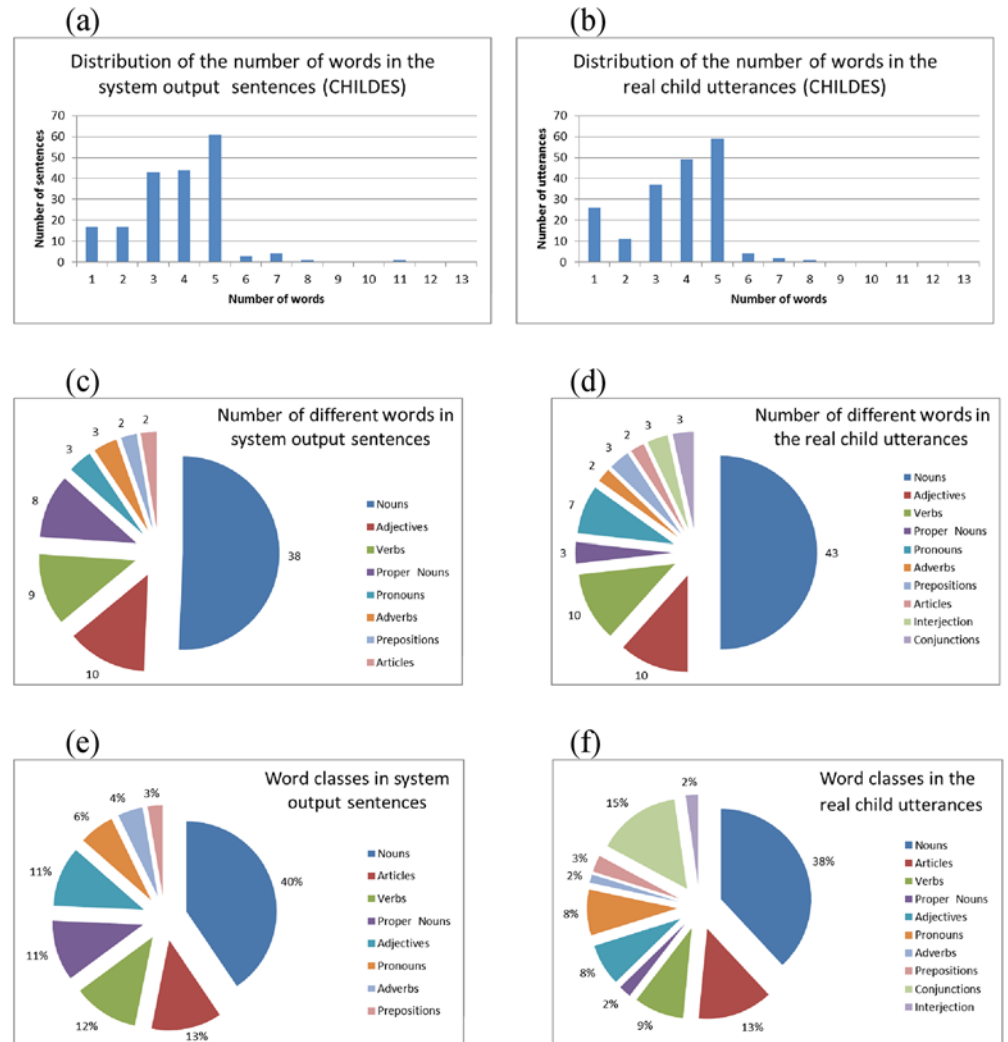 (a)
Distribution of the number of words in the
system output sentences (CHILDES)
Number of sentences
70
60
50
40
30
20
10
0
1 2 3 4 5 6 7 8 9 10 11 12 13
Number of words
(b)
Distribution of the number of words in the
real child utterances (CHILDES)
Number of utterances
70
60
50
40
30
20
10
0
1 2 3 4 5 6 7 8 9 10 11 12 13
Number of words
(c)
Number of different words in
system output sentences
38
10
9
8
3
3
2
2
Nouns
Adjectives
Verbs
Proper Nouns
Pronouns
Adverbs
Prepositions
Articles
(d)
Number of different words in
the real child utterances
43
10
10
3
7
2
3
2
3
3
Nouns
Adjectives
Verbs
Proper Nouns
Pronouns
Adverbs
Prepositions
Articles
Interjection
Conjunctions
(e)
Word classes in system
output sentences
40%
13%
12%
11%
11%
6%
4%
3%
Nouns
Articles
Verbs
Proper Nouns
Adjectives
Pronouns
Adverbs
Prepositions
(f)
Word classes in the
real child utterances
38%
13%
9%
2%
8%
8%
2%
3%
15%
2%
Nouns
Articles
Verbs
Proper Nouns
Adjectives
Pronouns
Adverbs
Prepositions
Conjunctions
Interjection